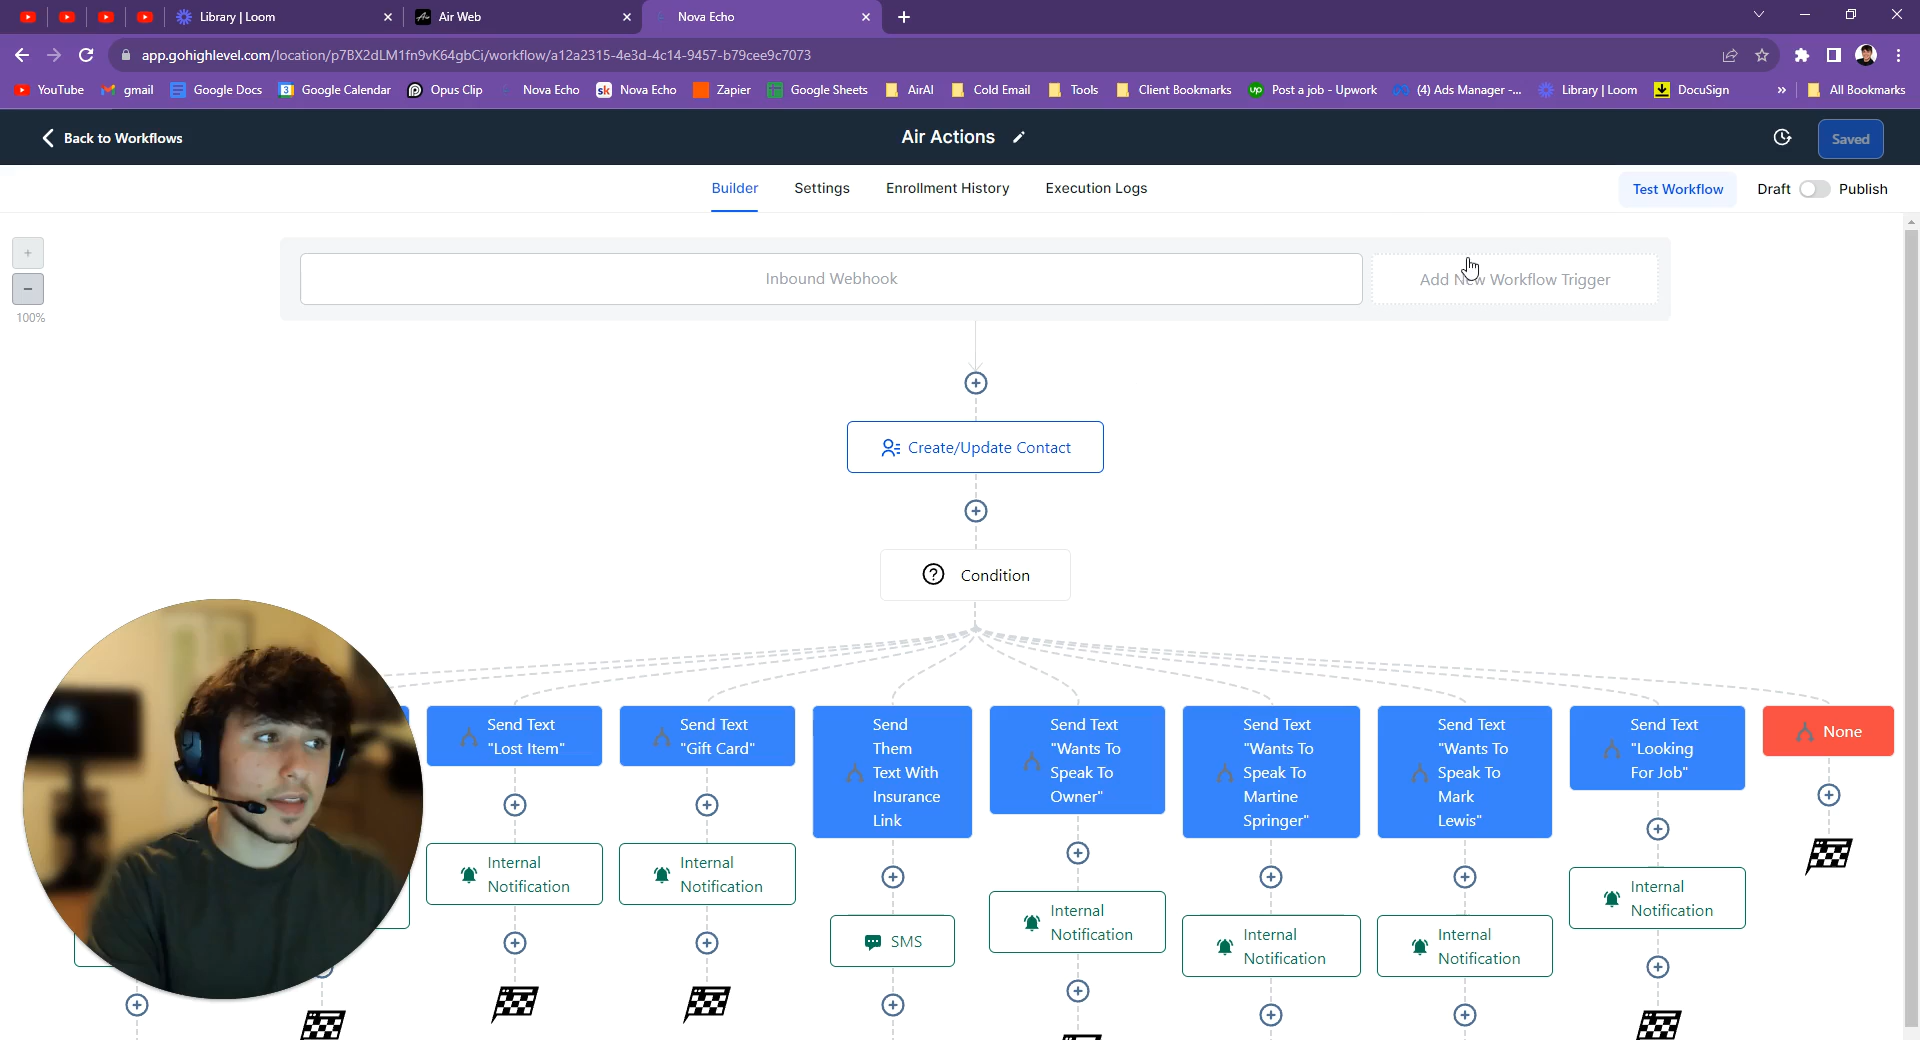 Library | Loom
Air Web
Nova Echo
app.gohighlevel.com/location/p7BX2dLM1fn9vK64gbCi/workflow/a12a2315-4e3d-4c14-9457-b79cee9c7073
YouTube
gmail
Google Docs
3
Google Calendar
Opus Clip
Nova Echo
sk
Nova Echo
Zapier
Google Sheets
AirAI
Cold Email
Tools
Client Bookmarks
up
Post a job - Upwork
(4) Ads Manager -...
Library | Loom
DocuSign
»
All Bookmarks
Back to Workflows
Air Actions
Saved
Builder
Settings
Enrollment History
Execution Logs
Test Workflow
Draft
Publish
+
−
100%
Inbound Webhook
Add New Workflow Trigger
Create/Update Contact
Condition
Send Text
"Lost Item"
Send Text
"Gift Card"
Send
Them
Text With
Insurance
Link
Send Text
"Wants To
Speak To
Owner"
Send Text
"Wants To
Speak To
Martine
Springer"
Send Text
"Wants To
Speak To
Mark
Lewis"
Send Text
"Looking
For Job"
None
Internal
Notification
Internal
Notification
SMS
Internal
Notification
Internal
Notification
Internal
Notification
Internal
Notification